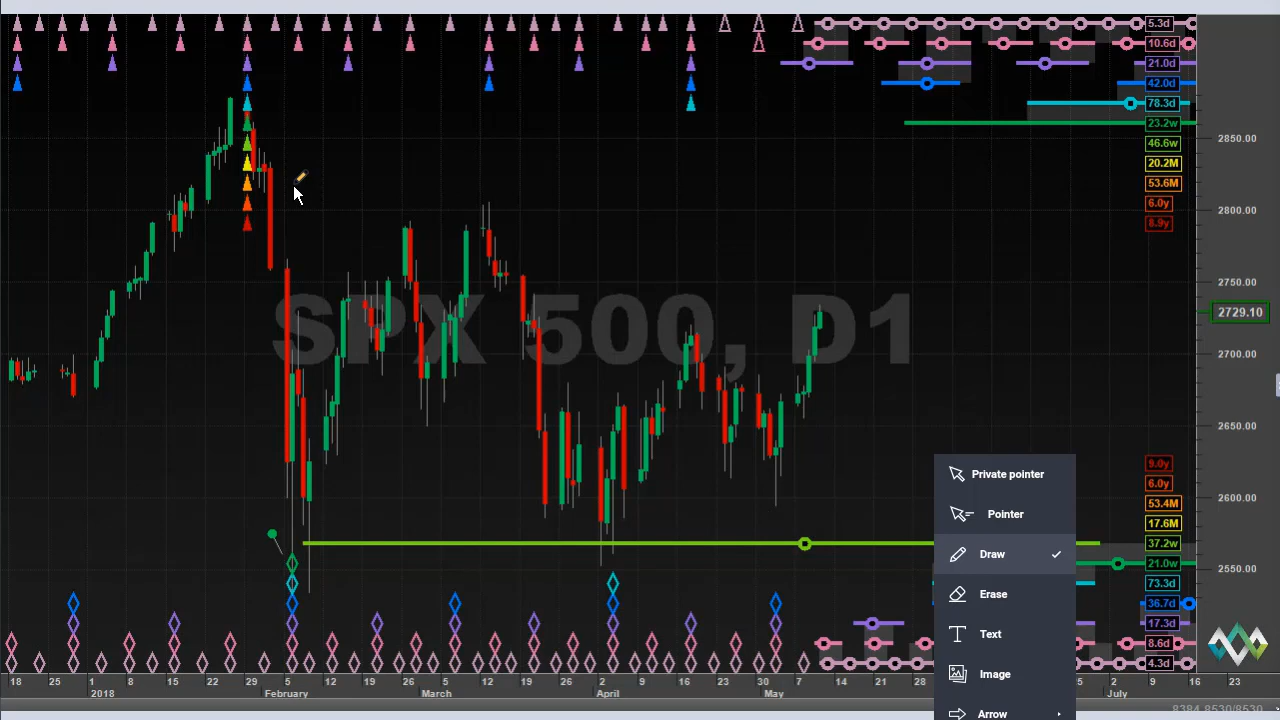 5.3d
10.6d
21.0d
42.0d
78.3d
23.2w
46.6w
20.2M
53.6M
6.0y
8.9y
2850.00
2800.00
2750.00
2729.10
2700.00
2650.00
2600.00
2550.00
SPX 500, D1
9.0y
6.0y
53.4M
17.6M
37.2w
21.0w
73.3d
36.7d
17.3d
8.6d
4.3d
Private pointer
Pointer
Draw
Erase
Text
Image
Arrow
18 25 1 8 15 22 29 5 12 19 26 5 12 19 26 9 16 23 30 7 14 21 28 5 2 9 16 23
2018 February March April May July
8384 8530/8530